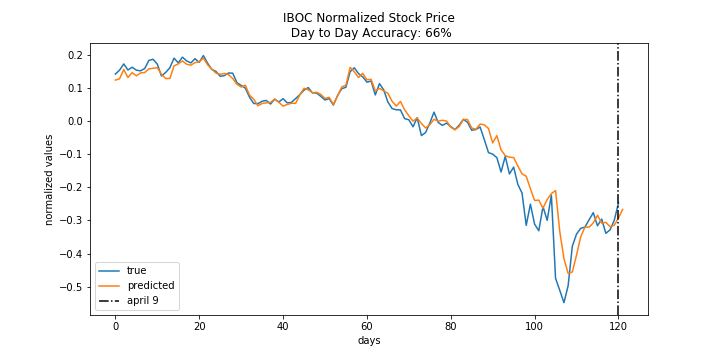 IBOC Normalized Stock Price
Day to Day Accuracy: 66%
normalized values
0.2
0.1
0.0
−0.1
−0.2
−0.3
−0.4
−0.5
true
predicted
april 9
0 20 40 60 80 100 120
days